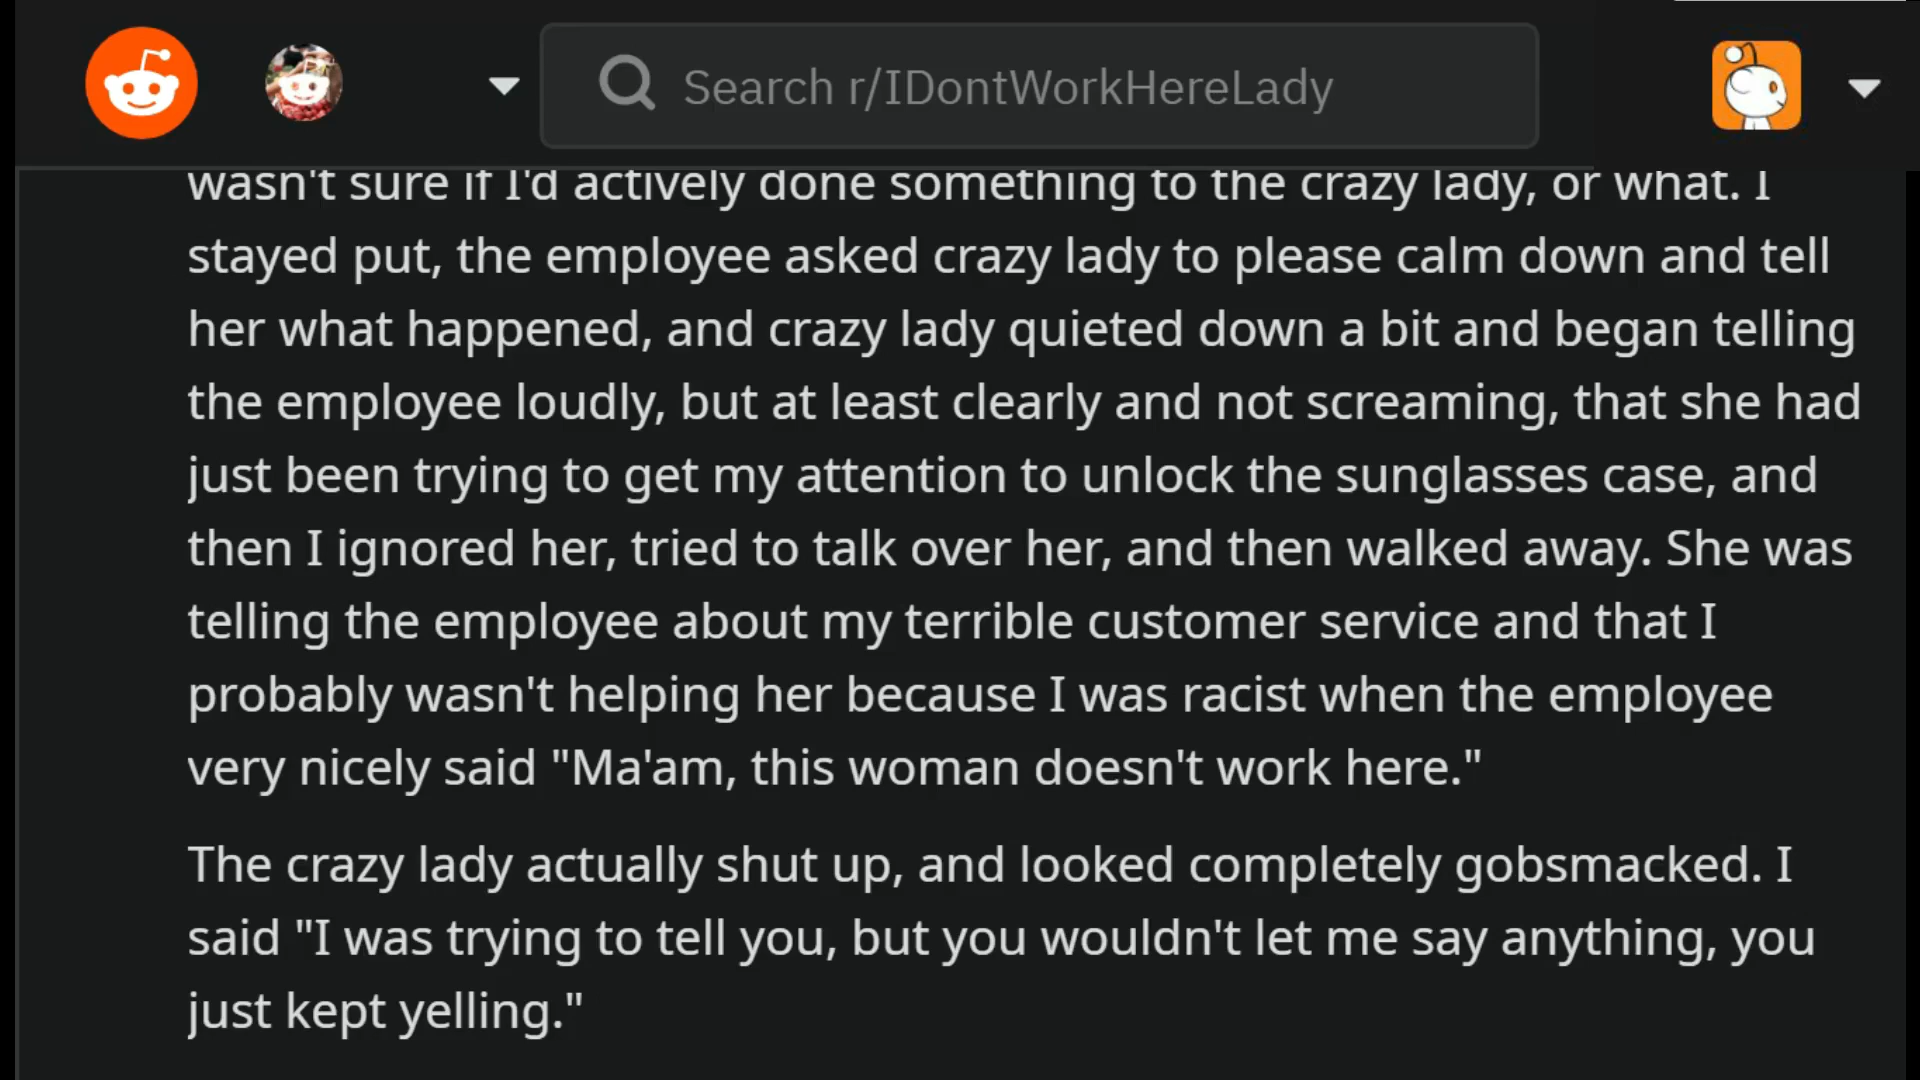 Search r/IDontWorkHereLady
wasn't sure if I'd actively done something to the crazy lady, or what. I
stayed put, the employee asked crazy lady to please calm down and tell
her what happened, and crazy lady quieted down a bit and began telling
the employee loudly, but at least clearly and not screaming, that she had
just been trying to get my attention to unlock the sunglasses case, and
then I ignored her, tried to talk over her, and then walked away. She was
telling the employee about my terrible customer service and that I
probably wasn't helping her because I was racist when the employee
very nicely said "Ma'am, this woman doesn't work here."
The crazy lady actually shut up, and looked completely gobsmacked. I
said "I was trying to tell you, but you wouldn't let me say anything, you
just kept yelling."